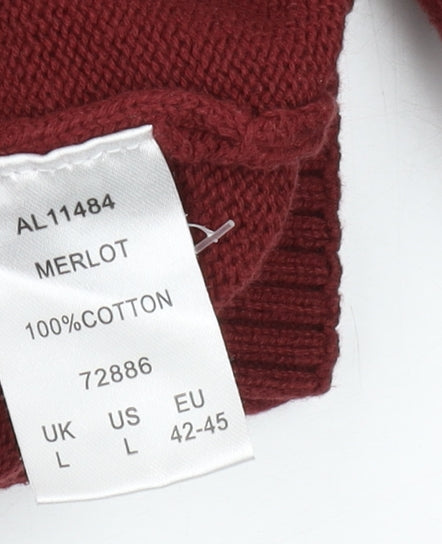 AL11484
MERLOT
100%COTTON
72886
UK US EU
L L 42-45